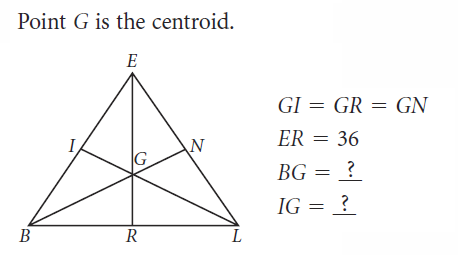 Point G is the centroid.
E
I
N
G
B
R
L
GI = GR = GN
ER = 36
BG = ?
IG = ?